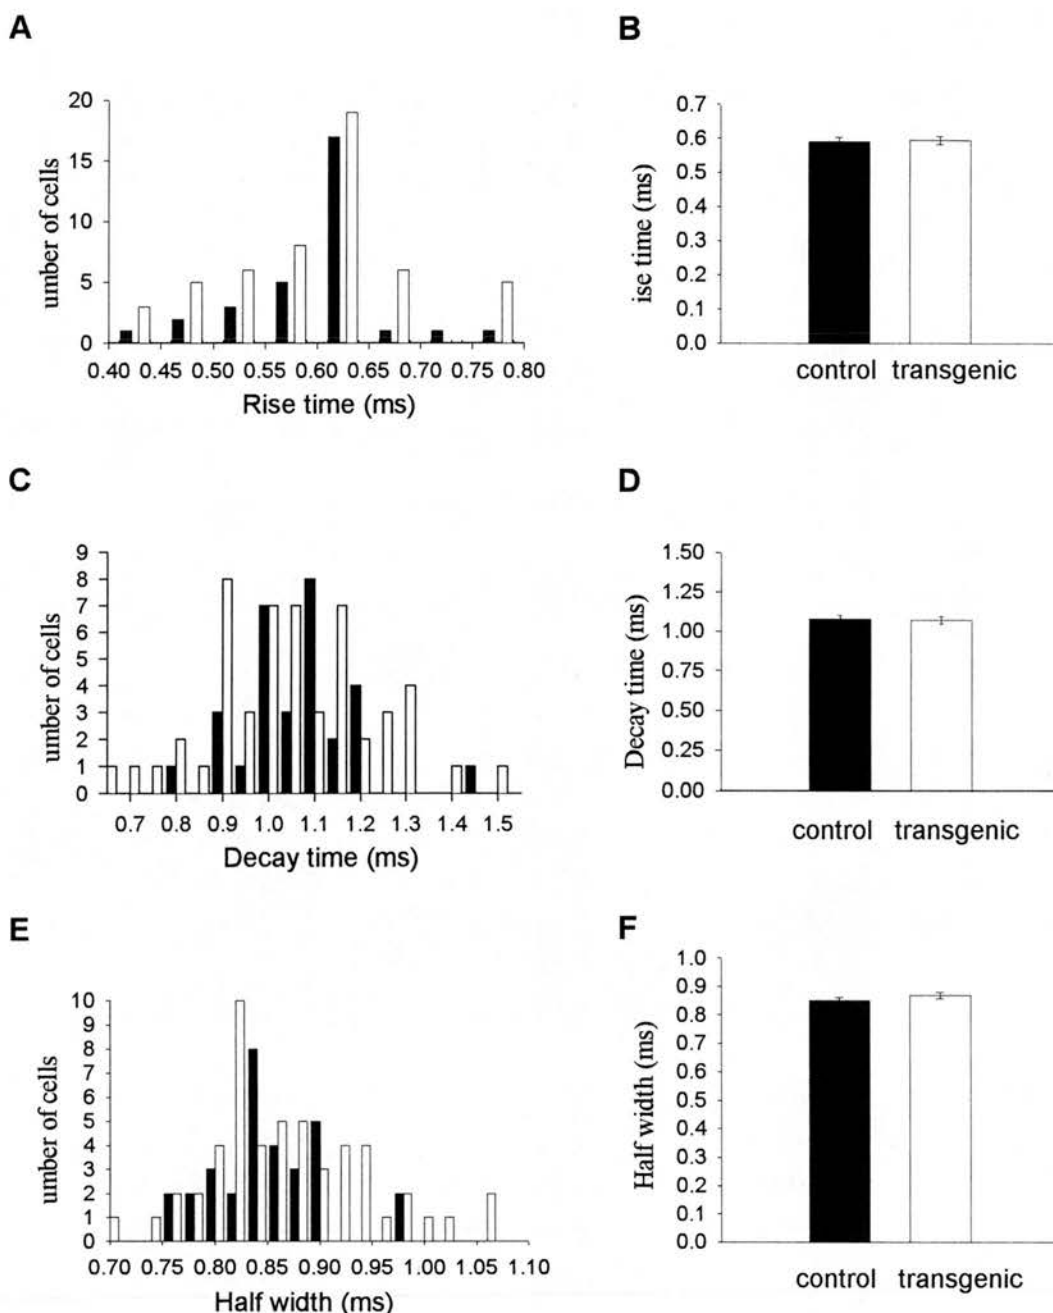 A
B
20
15
10
5
0
umber of cells
0.40 0.45 0.50 0.55 0.60 0.65 0.70 0.75 0.80
Rise time (ms)
0.7
0.6
0.5
0.4
0.3
0.2
0.1
0.0
ise time (ms)
control transgenic
C
D
9
8
7
6
5
4
3
2
1
0
umber of cells
0.7 0.8 0.9 1.0 1.1 1.2 1.3 1.4 1.5
Decay time (ms)
1.50
1.25
1.00
0.75
0.50
0.25
0.00
Decay time (ms)
control transgenic
E
F
10
9
8
7
6
5
4
3
2
1
0
umber of cells
0.70 0.75 0.80 0.85 0.90 0.95 1.00 1.05 1.10
Half width (ms)
1.0
0.9
0.8
0.7
0.6
0.5
0.4
0.3
0.2
0.1
0.0
Half width (ms)
control transgenic